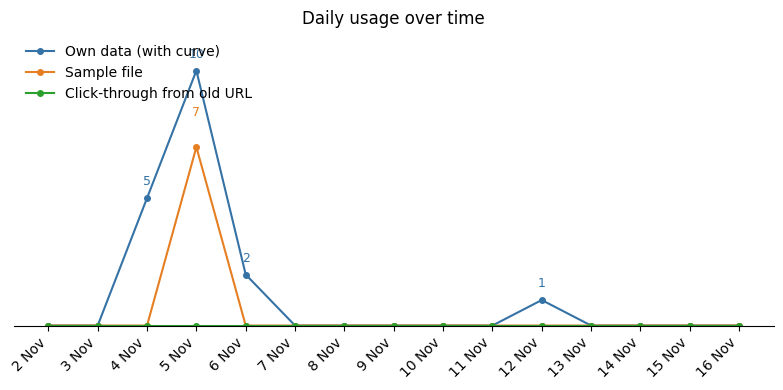 Daily usage over time
Own data (with curve)
Sample file
Click-through from old URL
10
7
5
2
1
2 Nov
3 Nov
4 Nov
5 Nov
6 Nov
7 Nov
8 Nov
9 Nov
10 Nov
11 Nov
12 Nov
13 Nov
14 Nov
15 Nov
16 Nov